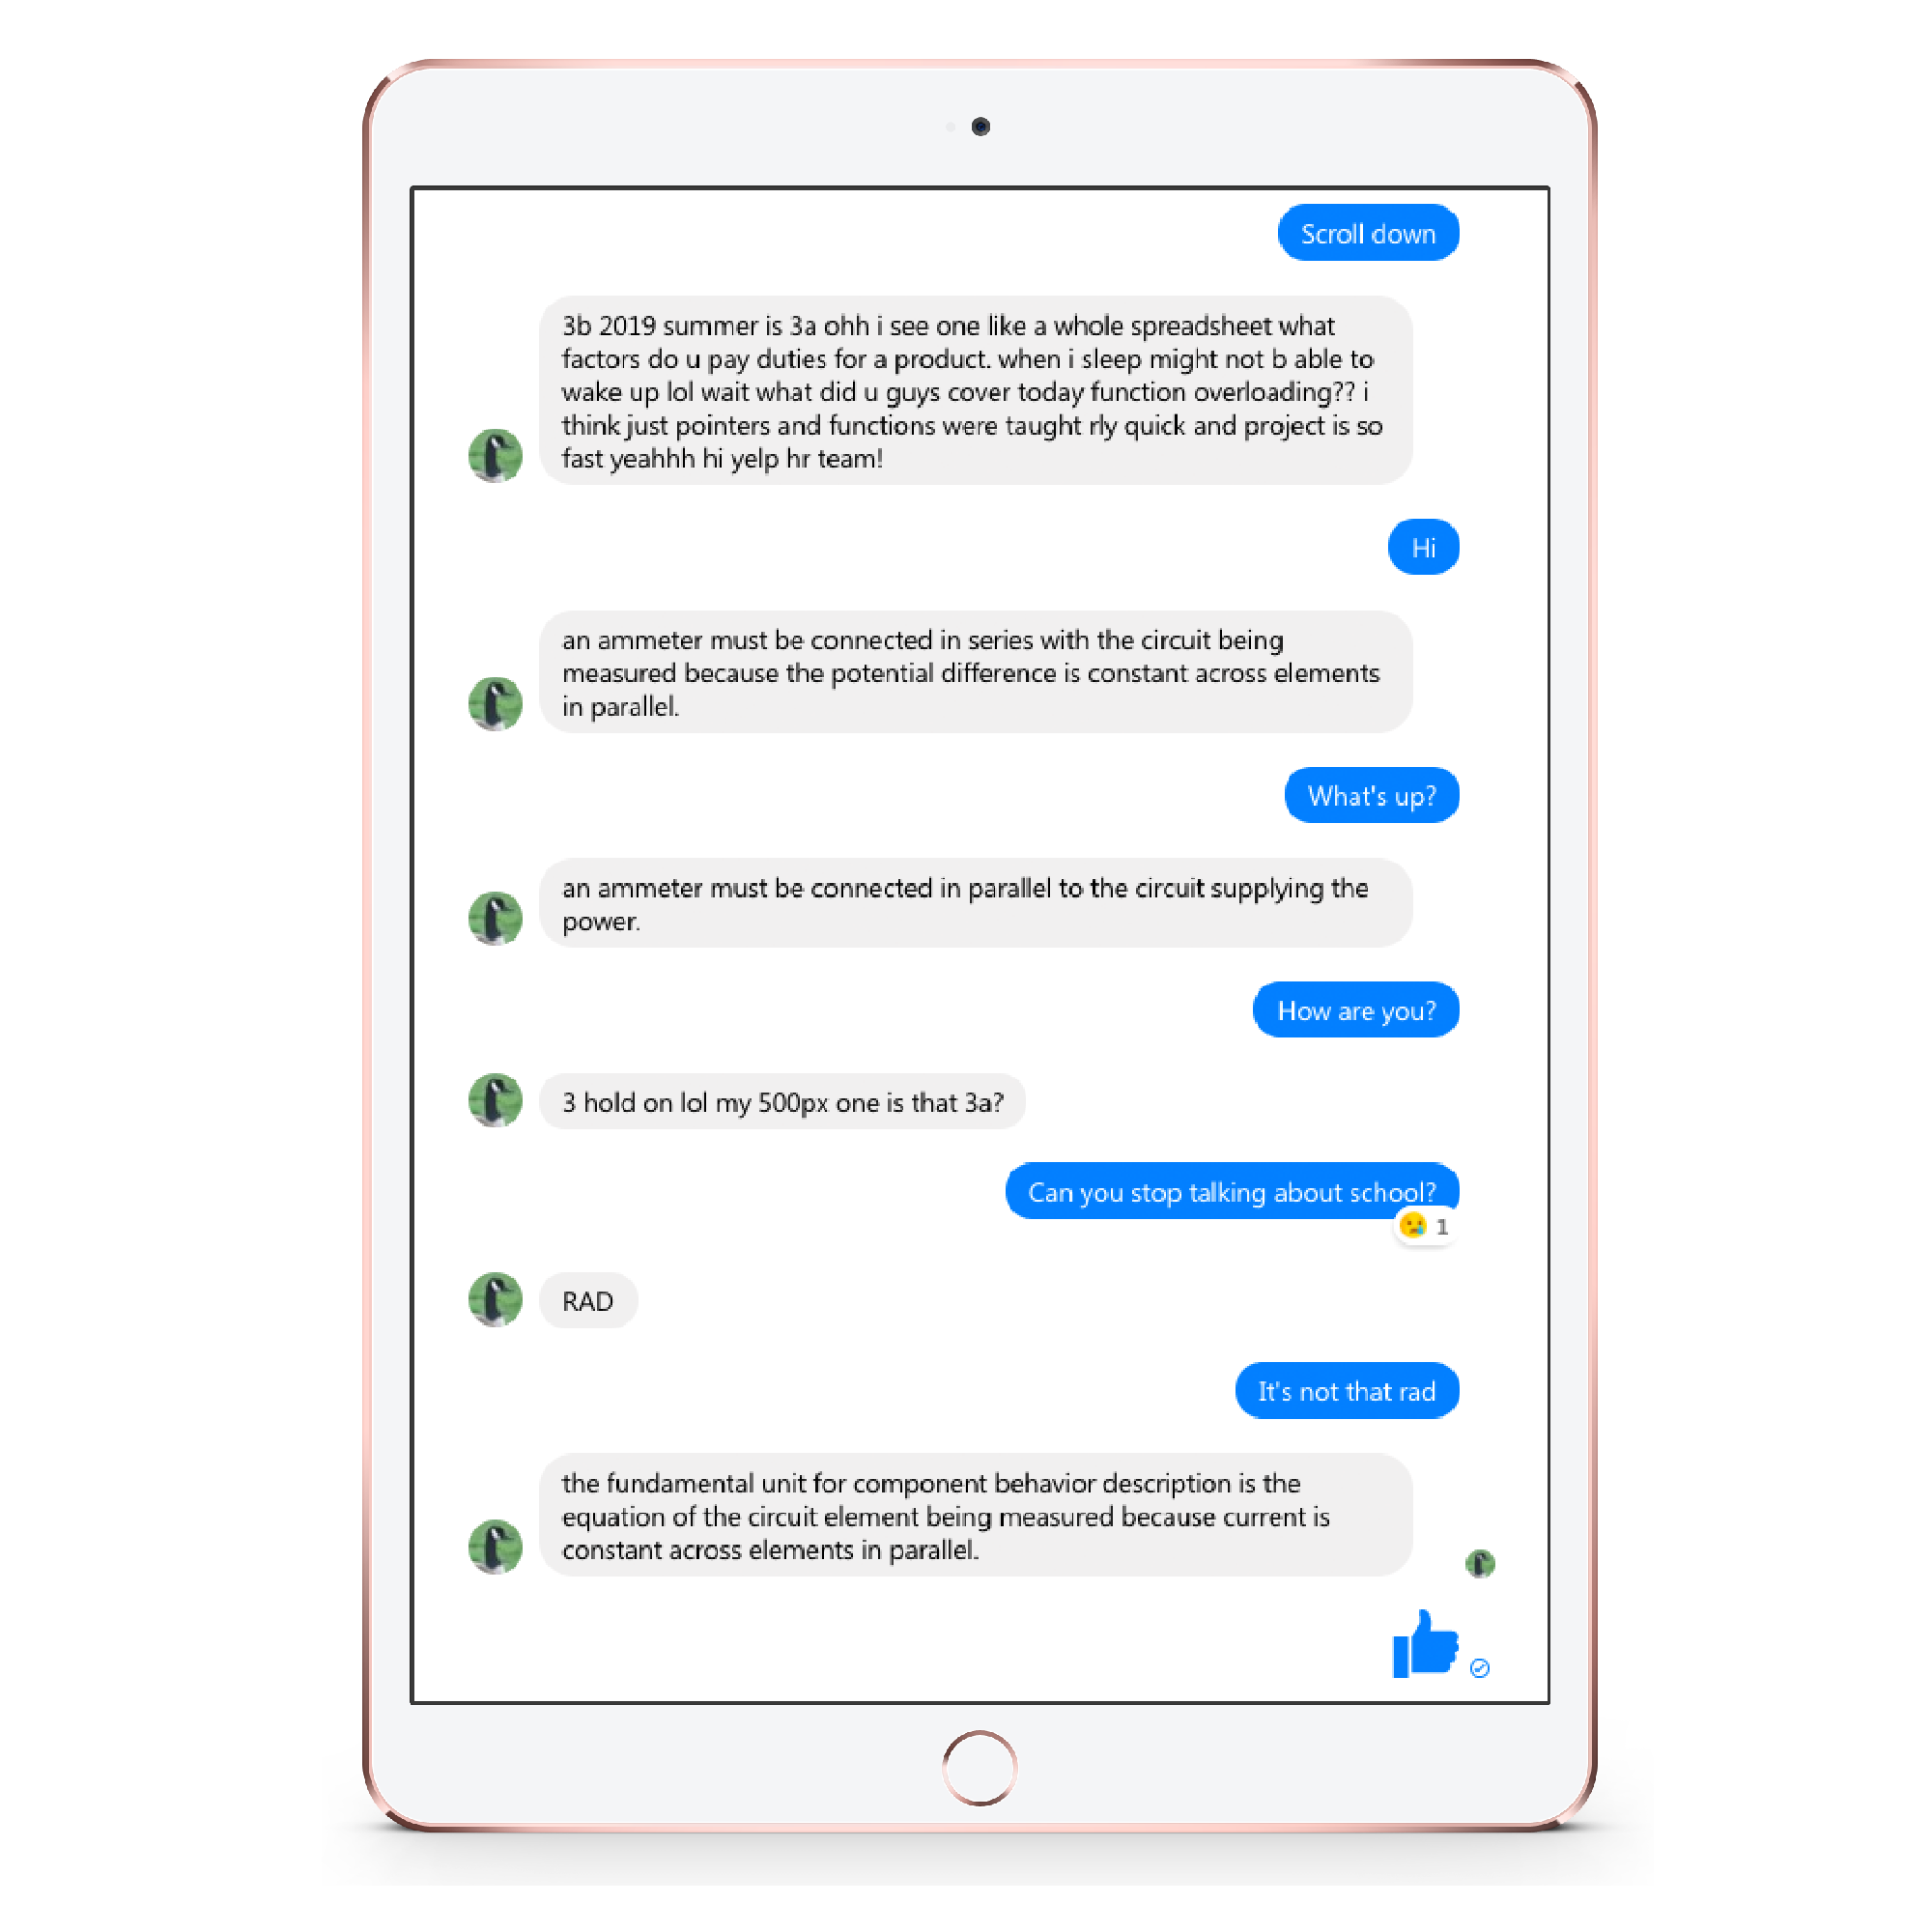 Scroll down
3b 2019 summer is 3a ohh i see one like a whole spreadsheet what
factors do u pay duties for a product. when i sleep might not b able to
wake up lol wait what did u guys cover today function overloading?? i
think just pointers and functions were taught rly quick and project is so
fast yeahhh hi yelp hr team!
Hi
an ammeter must be connected in series with the circuit being
measured because the potential difference is constant across elements
in parallel.
What's up?
an ammeter must be connected in parallel to the circuit supplying the
power.
How are you?
3 hold on lol my 500px one is that 3a?
Can you stop talking about school?
1
RAD
It's not that rad
the fundamental unit for component behavior description is the
equation of the circuit element being measured because current is
constant across elements in parallel.